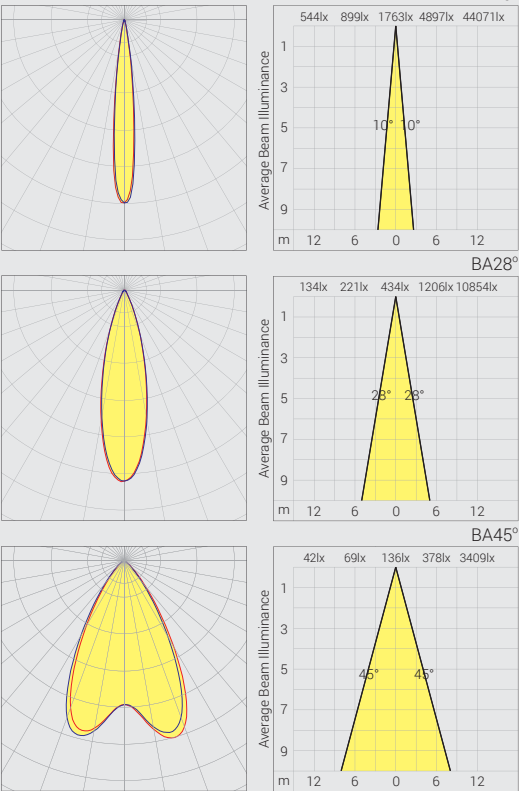 544lx 899lx 1763lx 4897lx 44071lx
Average Beam Illuminance
1
3
5
7
9
10° 10°
m 12 6 0 6 12
BA28°
134lx 221lx 434lx 1206lx 10854lx
Average Beam Illuminance
1
3
5
7
9
28° 28°
m 12 6 0 6 12
BA45°
42lx 69lx 136lx 378lx 3409lx
Average Beam Illuminance
1
3
5
7
9
45° 45°
m 12 6 0 6 12